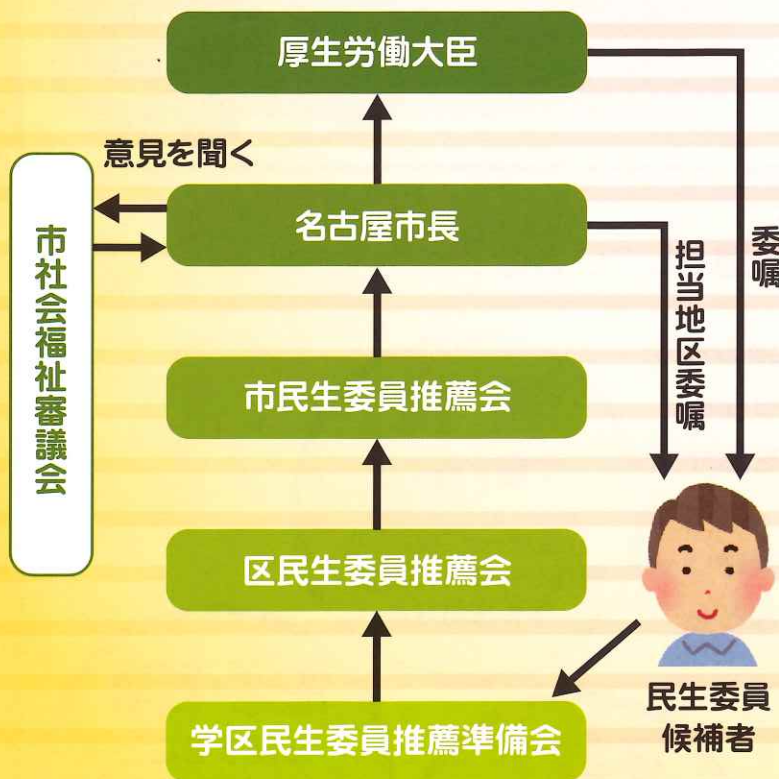 厚生労働大臣
意見を聞く
名古屋市長
市社会福祉審議会
担当地区委嘱
委嘱
市民生委員推薦会
区民生委員推薦会
学区民生委員推薦準備会
民生委員
候補者